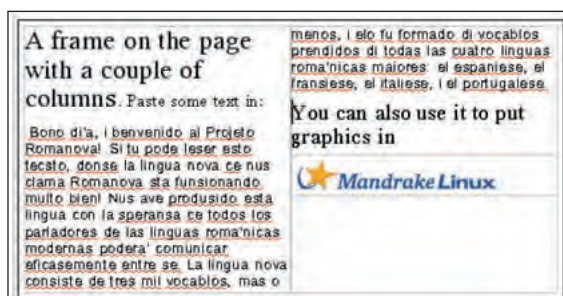 A frame on the page
with a couple of
columns. Paste some text in:
Bono di'a, i benvenido al Projeto
Romanova! Si tu pode leser esto
tecsto, donse la lingua nova ce nus
clama Romanova sta funsionando
muito bien! Nus ave produsido esta
lingua con la speransa ce todos los
parladores de las linguas roma'nicas
modernas podera' comunicar
eficasemente entre se. La lingua nova
consiste de tres mil vocablos, mas o
menos, i elo fu formado di vocablos
prendidos di todas las cuatro linguas
roma'nicas maiores: el espaniese, el
fransiese, el italiese, i el portugalese.
You can also use it to put
graphics in
Mandrake Linux